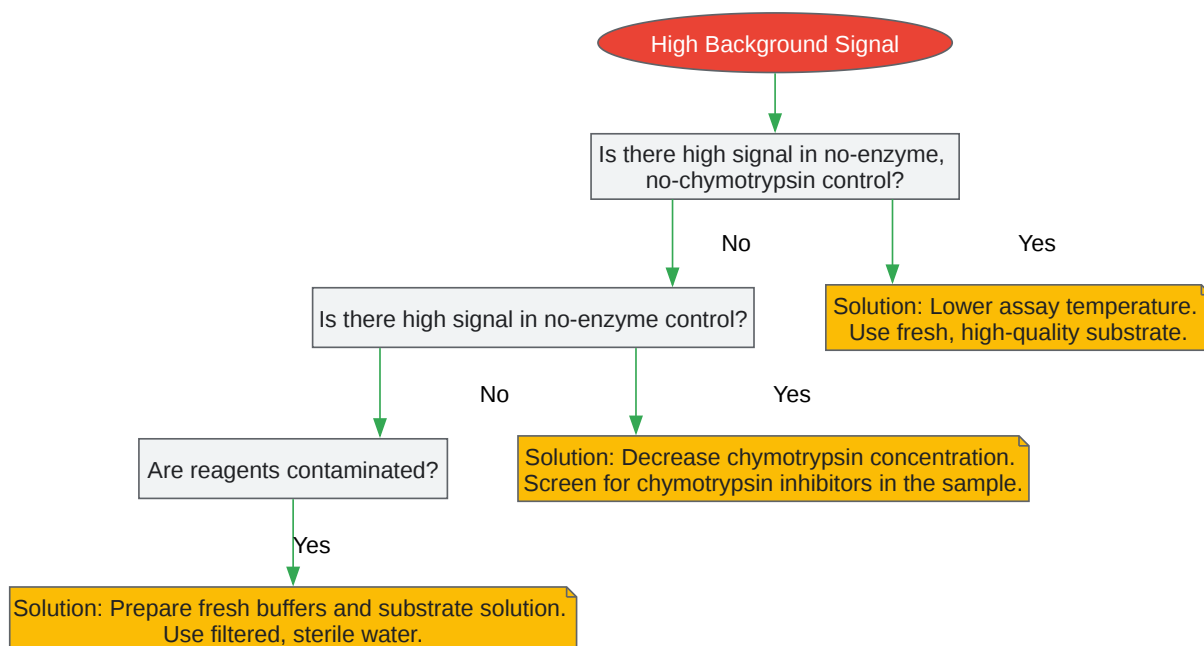 High Background Signal
Is there high signal in no-enzyme,
no-chymotrypsin control?
No
Yes
Solution: Lower assay temperature.
Use fresh, high-quality substrate.
Is there high signal in no-enzyme control?
No
Yes
Solution: Decrease chymotrypsin concentration.
Screen for chymotrypsin inhibitors in the sample.
Are reagents contaminated?
Yes
Solution: Prepare fresh buffers and substrate solution.
Use filtered, sterile water.